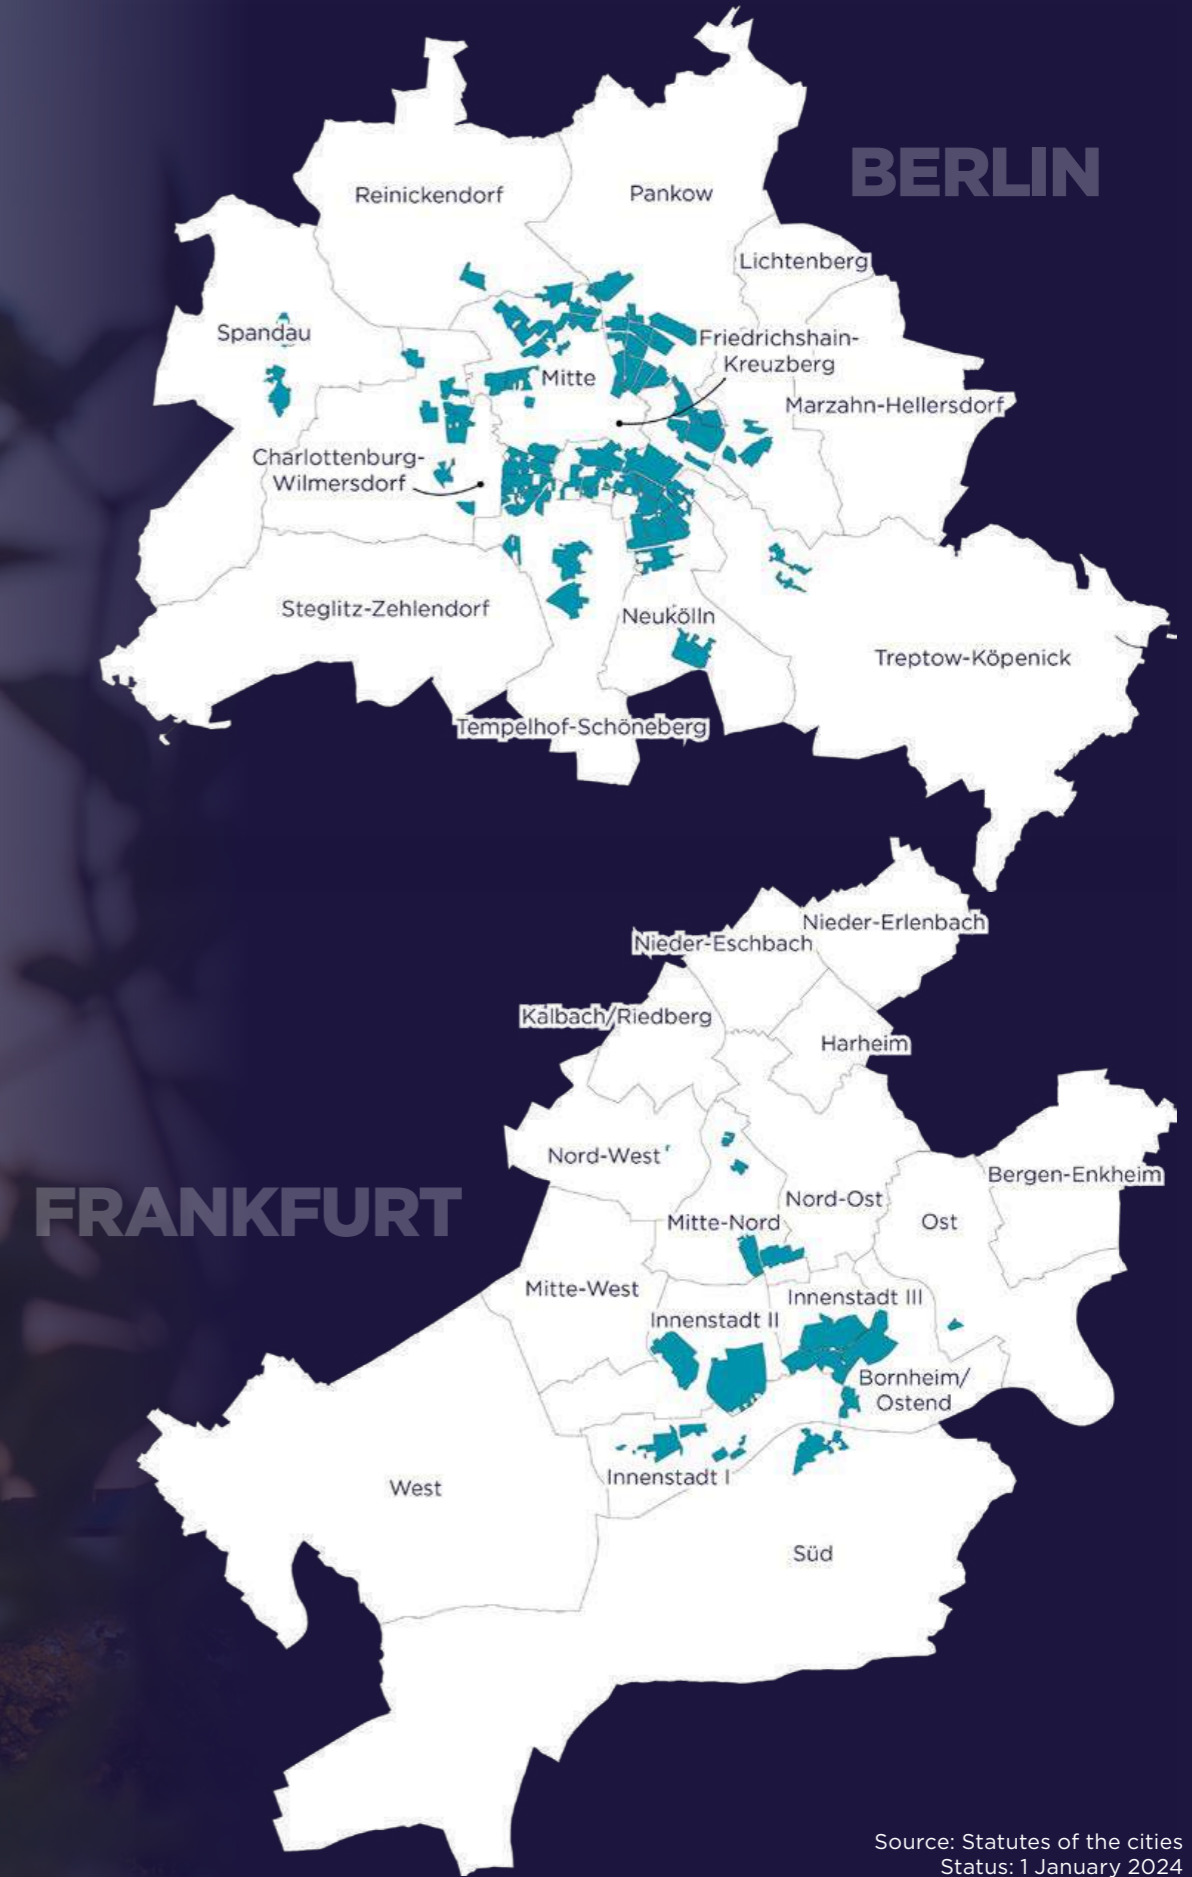 BERLIN
Reinickendorf
Pankow
Lichtenberg
Spandau
Friedrichshain-
Kreuzberg
Mitte
Marzahn-Hellersdorf
Charlottenburg-
Wilmersdorf
Steglitz-Zehlendorf
Neukölln
Treptow-Köpenick
Tempelhof-Schöneberg
Nieder-Erlenbach
Nieder-Eschbach
Kalbach/Riedberg
Harheim
Nord-West
Bergen-Enkheim
FRANKFURT
Nord-Ost
Mitte-Nord
Ost
Mitte-West
Innenstadt III
Innenstadt II
Bornheim/
Ostend
Innenstadt I
West
Süd
Source: Statutes of the cities
Status: 1 January 2024